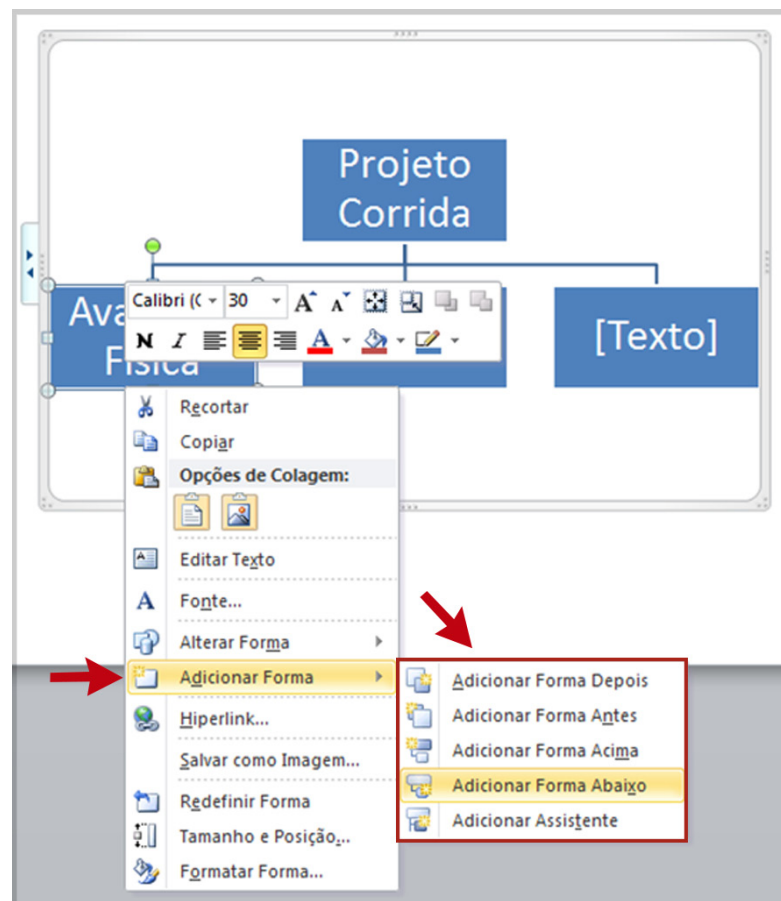 Projeto
Corrida
Física
[Texto]
30
N I A
Recortar
Copiar
Opções de Colagem:
Editar Texto
Fonte...
Alterar Forma
Adicionar Forma
Hiperlink...
Salvar como Imagem...
Redefinir Forma
Tamanho e Posição...
Formatar Forma...
Adicionar Forma Depois
Adicionar Forma Antes
Adicionar Forma Acima
Adicionar Forma Abaixo
Adicionar Assistente